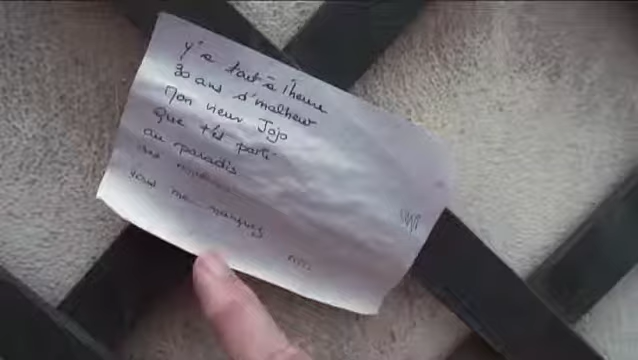 Y'a tout à l'heure
30 ans d'malheur
Mon vieux Jojo
Que t'es parti
au paradis
vous me manquez